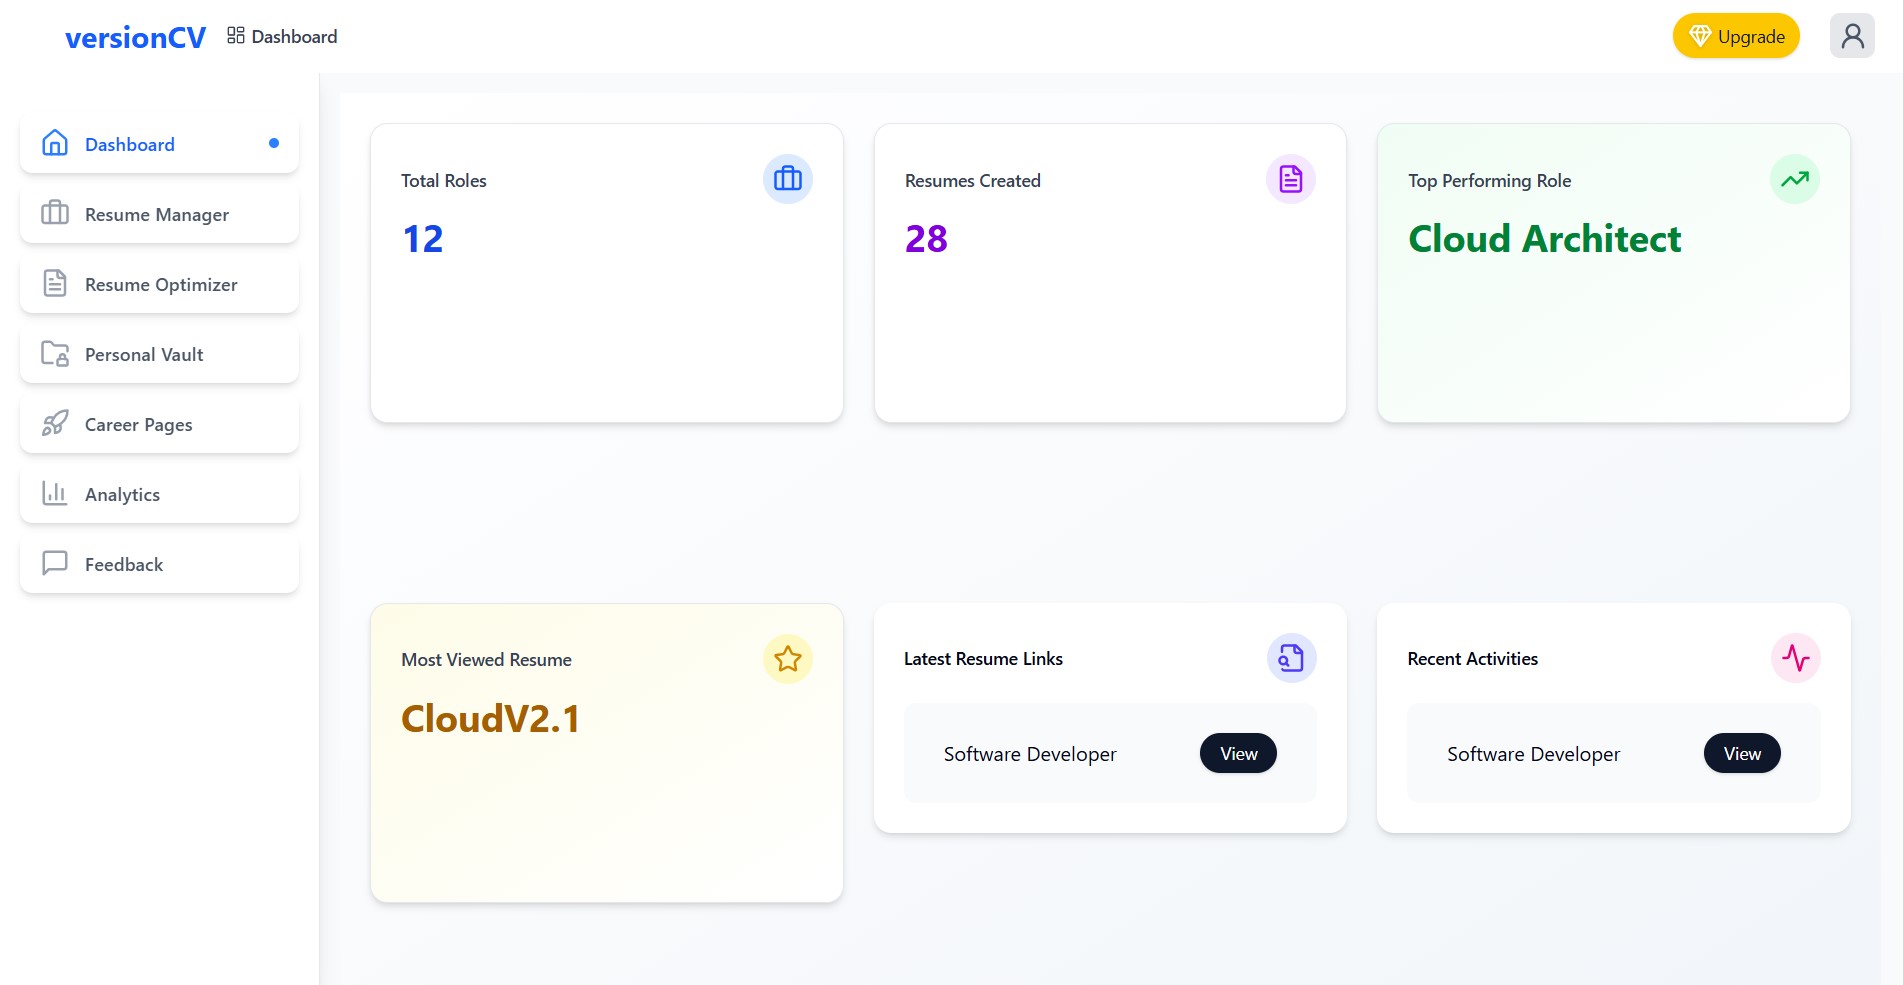 versionCV
Dashboard
Upgrade
Dashboard
Resume Manager
Resume Optimizer
Personal Vault
Career Pages
Analytics
Feedback
Total Roles
12
Resumes Created
28
Top Performing Role
Cloud Architect
Most Viewed Resume
CloudV2.1
Latest Resume Links
Software Developer
View
Recent Activities
Software Developer
View